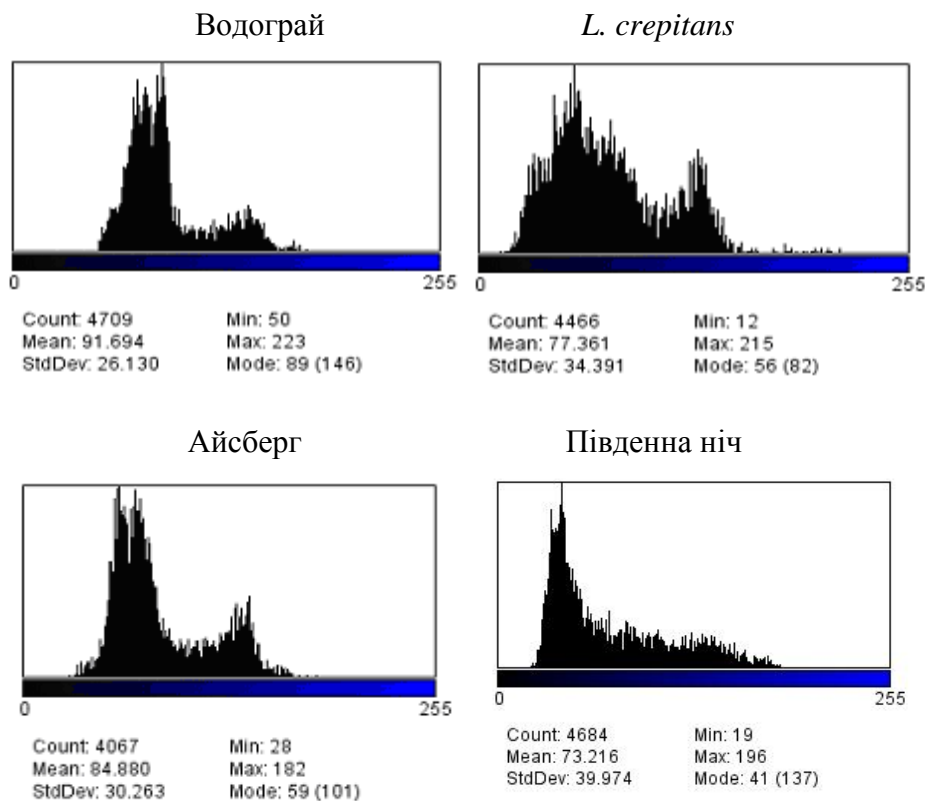 Водограй L. crepitans
0 255 0 255
Count: 4709 Min: 50 Count: 4466 Min: 12
Mean: 91.694 Max: 223 Mean: 77.361 Max: 215
StdDev: 26.130 Mode: 89 (146) StdDev: 34.391 Mode: 56 (82)
Айсберг Південна ніч
0 255 0 255
Count: 4067 Min: 28 Count: 4684 Min: 19
Mean: 84.880 Max: 182 Mean: 73.216 Max: 196
StdDev: 30.263 Mode: 59 (101) StdDev: 39.974 Mode: 41 (137)